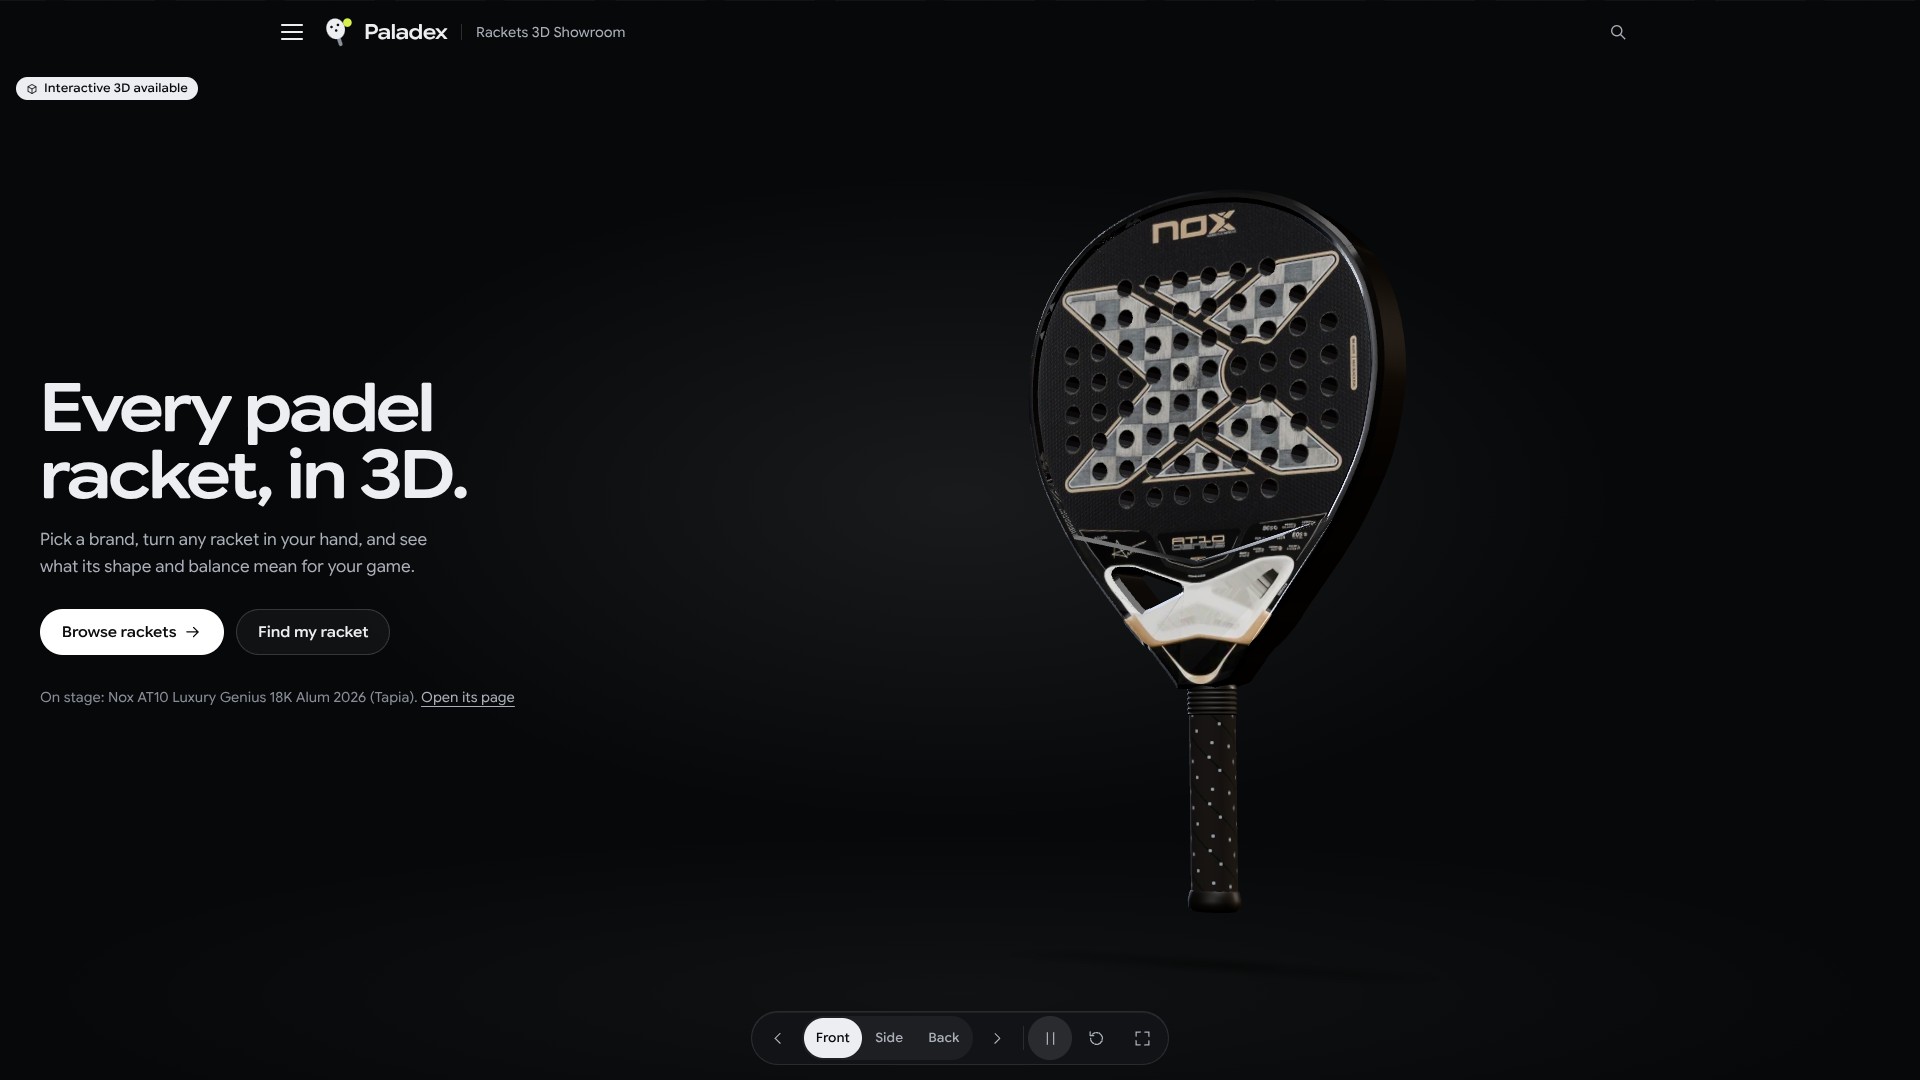 Paladex
Rackets 3D Showroom
Interactive 3D available
nox
Every padel
racket, in 3D.
Pick a brand, turn any racket in your hand, and see
what its shape and balance mean for your game.
Browse rackets
Find my racket
AT10
GENIUS
On stage: Nox AT10 Luxury Genius 18K Alum 2026 (Tapia). Open its page
Front
Side
Back